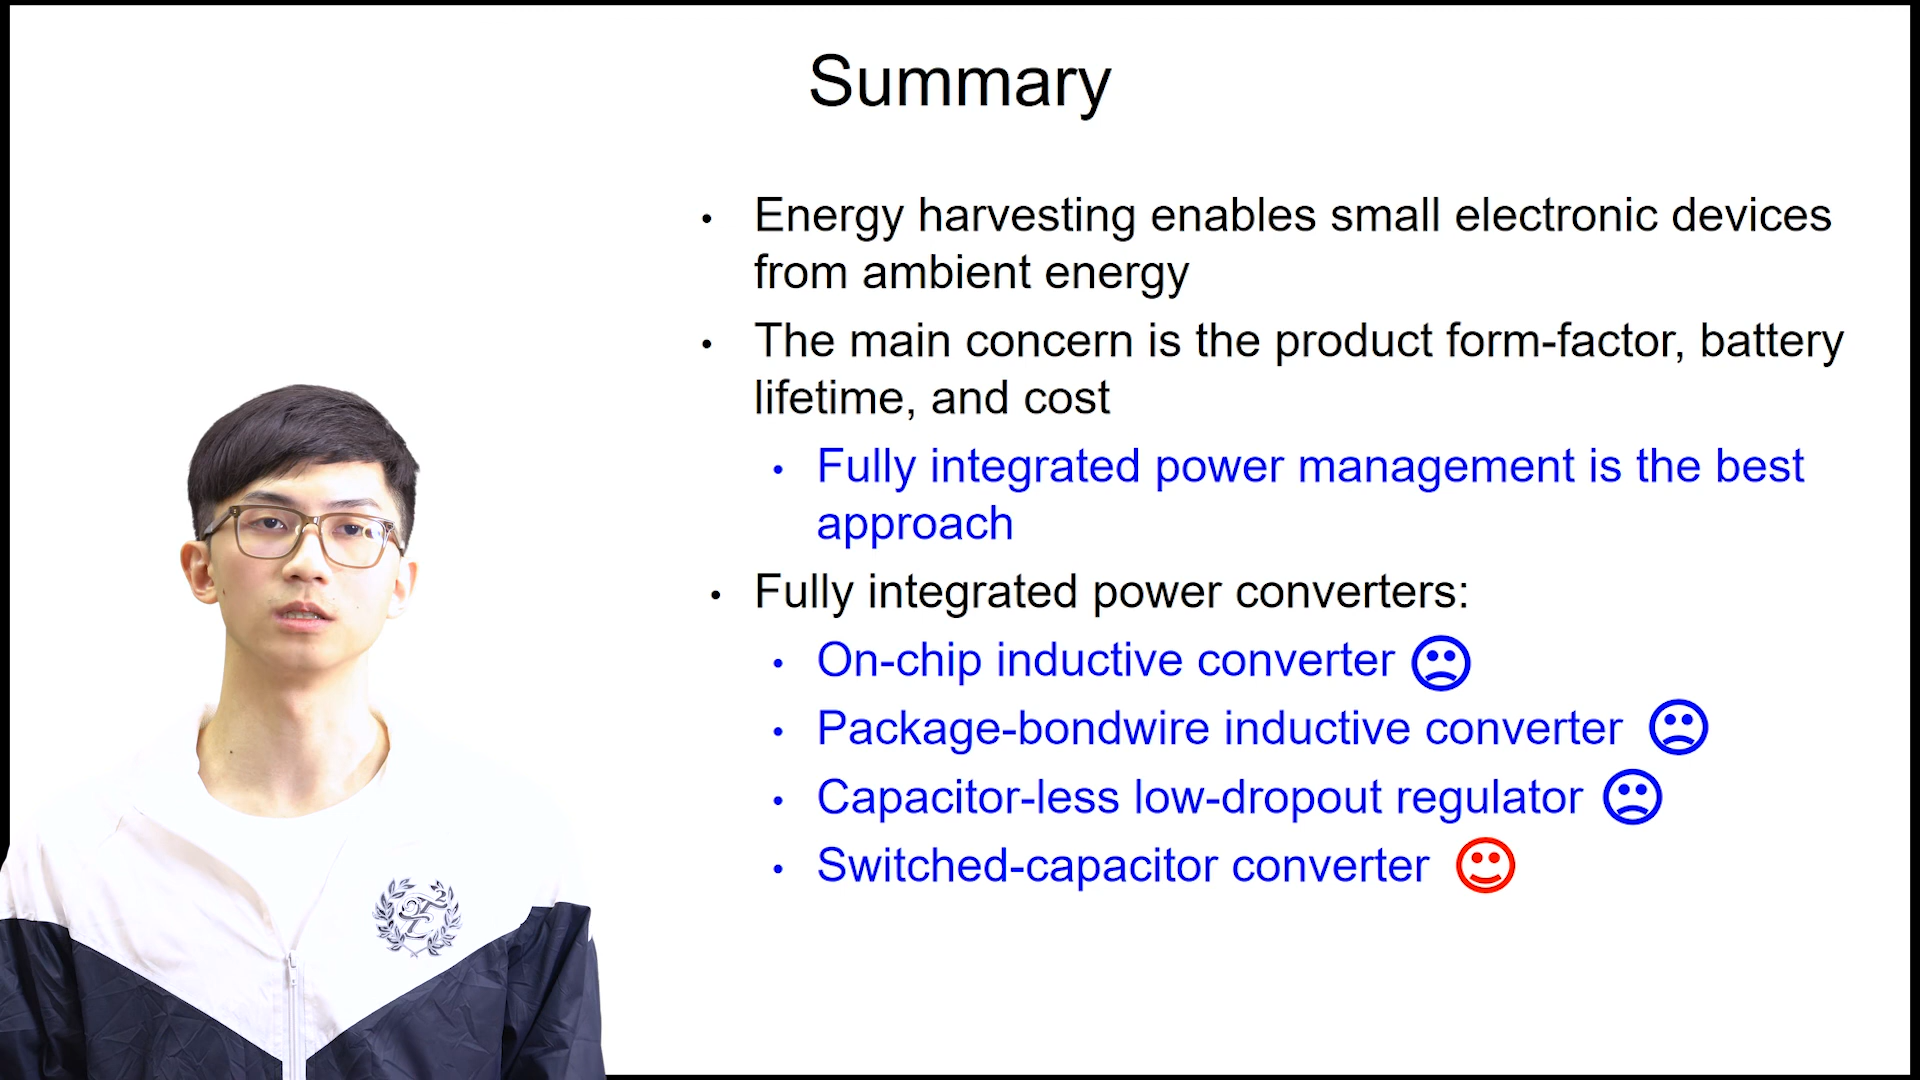 Summary
• Energy harvesting enables small electronic devices
from ambient energy
• The main concern is the product form-factor, battery
lifetime, and cost
• Fully integrated power management is the best
approach
• Fully integrated power converters:
• On-chip inductive converter
• Package-bondwire inductive converter
• Capacitor-less low-dropout regulator
• Switched-capacitor converter